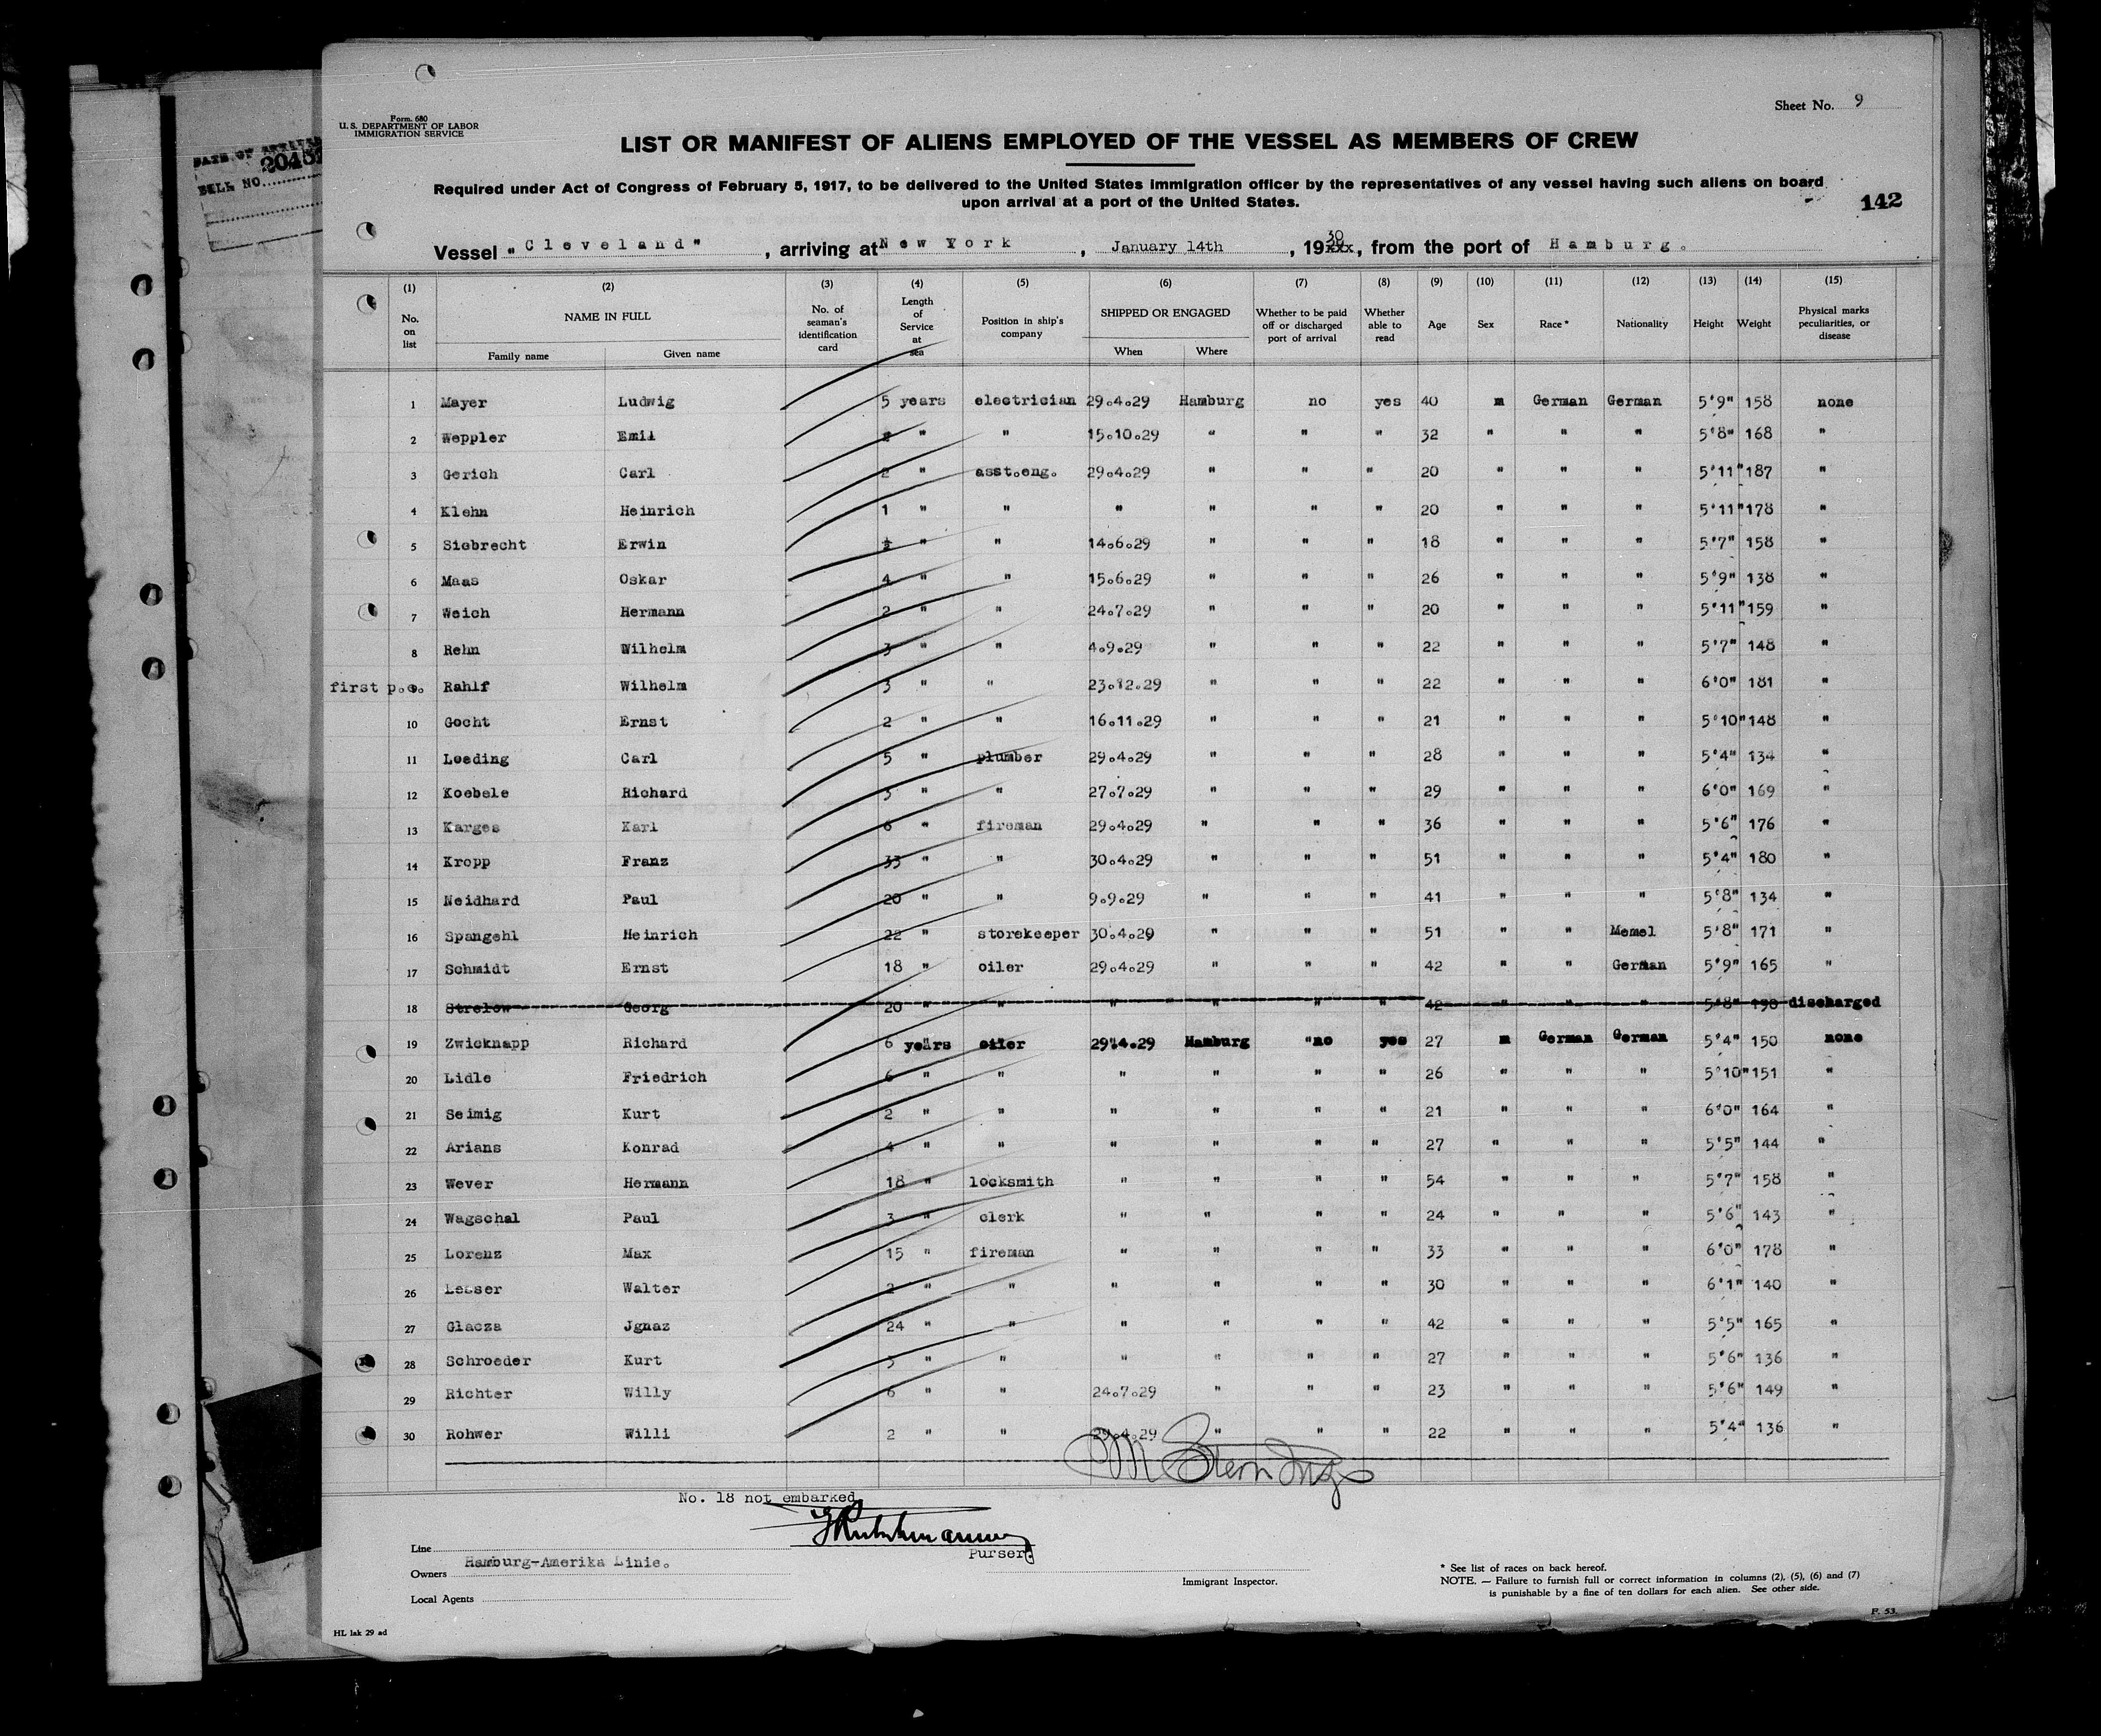 DATE OF ARRIVAL
BILL NO. 2045
Form 680
U. S. DEPARTMENT OF LABOR
IMMIGRATION SERVICE
Sheet No. 9
LIST OR MANIFEST OF ALIENS EMPLOYED OF THE VESSEL AS MEMBERS OF CREW
Required under Act of Congress of February 5, 1917, to be delivered to the United States immigration officer by the representatives of any vessel having such aliens on board
upon arrival at a port of the United States.
142
Vessel "Cleveland", arriving at New York, January 14th, 1930, from the port of Hamburg.
(1) (2) (3) (4) (5) (6) (7) (8) (9) (10) (11) (12) (13) (14) (15)
No. on list NAME IN FULL Family name Given name No. of seaman's identification card Length of Service at sea Position in ship's company SHIPPED OR ENGAGED When Where Whether to be paid off or discharged port of arrival Whether able to read Age Sex Race * Nationality Height Weight Physical marks peculiarities, or disease
1 Mayer Ludwig 5 years electrician 29.4.29 Hamburg no yes 40 m German German 5'9" 158 none
2 Weppler Emil " " 15.10.29 " " " 32 " " " 5'8" 168 "
3 Gerich Carl 2 " asst.eng. 29.4.29 " " " 20 " " " 5'11" 187 "
4 Klehn Heinrich 1 " " " " " " 20 " " " 5'11" 178 "
5 Siebrecht Erwin ½ " " 14.6.29 " " " 18 " " " 5'7" 158 "
6 Maas Oskar 4 " " 15.6.29 " " " 26 " " " 5'9" 138 "
7 Weich Hermann 2 " " 24.7.29 " " " 20 " " " 5'11" 159 "
8 Rehn Wilhelm 3 " " 4.9.29 " " " 22 " " " 5'7" 148 "
first p.o. Rahlf Wilhelm 3 " " 23.12.29 " " " 22 " " " 6'0" 181 "
10 Gocht Ernst 2 " " 16.11.29 " " " 21 " " " 5'10" 148 "
11 Loeding Carl 5 " plumber 29.4.29 " " " 28 " " " 5'4" 134 "
12 Koebele Richard 3 " " 27.7.29 " " " 29 " " " 6'0" 169 "
13 Karges Karl 6 " fireman 29.4.29 " " " 36 " " " 5'6" 176 "
14 Kropp Franz 33 " " 30.4.29 " " " 51 " " " 5'4" 180 "
15 Neidhard Paul 20 " " 9.9.29 " " " 41 " " " 5'8" 134 "
16 Spangehl Heinrich 22 " storekeeper 30.4.29 " " " 51 " " Memel 5'8" 171 "
17 Schmidt Ernst 18 " oiler 29.4.29 " " " 42 " " German 5'9" 165 "
18 Strelow Georg 20 " " " " " " 42 " " " 5'8" 190 discharged
19 Zwicknapp Richard 6 years oiler 29.4.29 Hamburg "no yes 27 m German German 5'4" 150 none
20 Lidle Friedrich 6 " " " " " " 26 " " " 5'10" 151 "
21 Seimig Kurt 2 " " " " " " 21 " " " 6'0" 164 "
22 Arians Konrad 4 " " " " " " 27 " " " 5'5" 144 "
23 Wever Hermann 18 " locksmith " " " " 54 " " " 5'7" 158 "
24 Wagschal Paul 3 " clerk " " " " 24 " " " 5'6" 143 "
25 Lorenz Max 15 " fireman " " " " 33 " " " 6'0" 178 "
26 Leaser Walter 2 " " " " " " 30 " " " 6'1" 140 "
27 Glacza Jgnaz 24 " " " " " " 42 " " " 5'5" 165 "
28 Schroeder Kurt 3 " " " " " " 27 " " " 5'6" 136 "
29 Richter Willy 6 " " 24.7.29 " " " 23 " " " 5'6" 149 "
30 Rohwer Willi 2 " " 29.4.29 " " " 22 " " " 5'4" 136 "
M Stern
No. 18 not embarked
Purser.
Line
Hamburg-Amerika Linie.
Owners
Local Agents
Immigrant Inspector.
* See list of races on back hereof.
NOTE. — Failure to furnish full or correct information in columns (2), (5), (6) and (7)
is punishable by a fine of ten dollars for each alien. See other side.
F. 53.
HL lak 29 ad